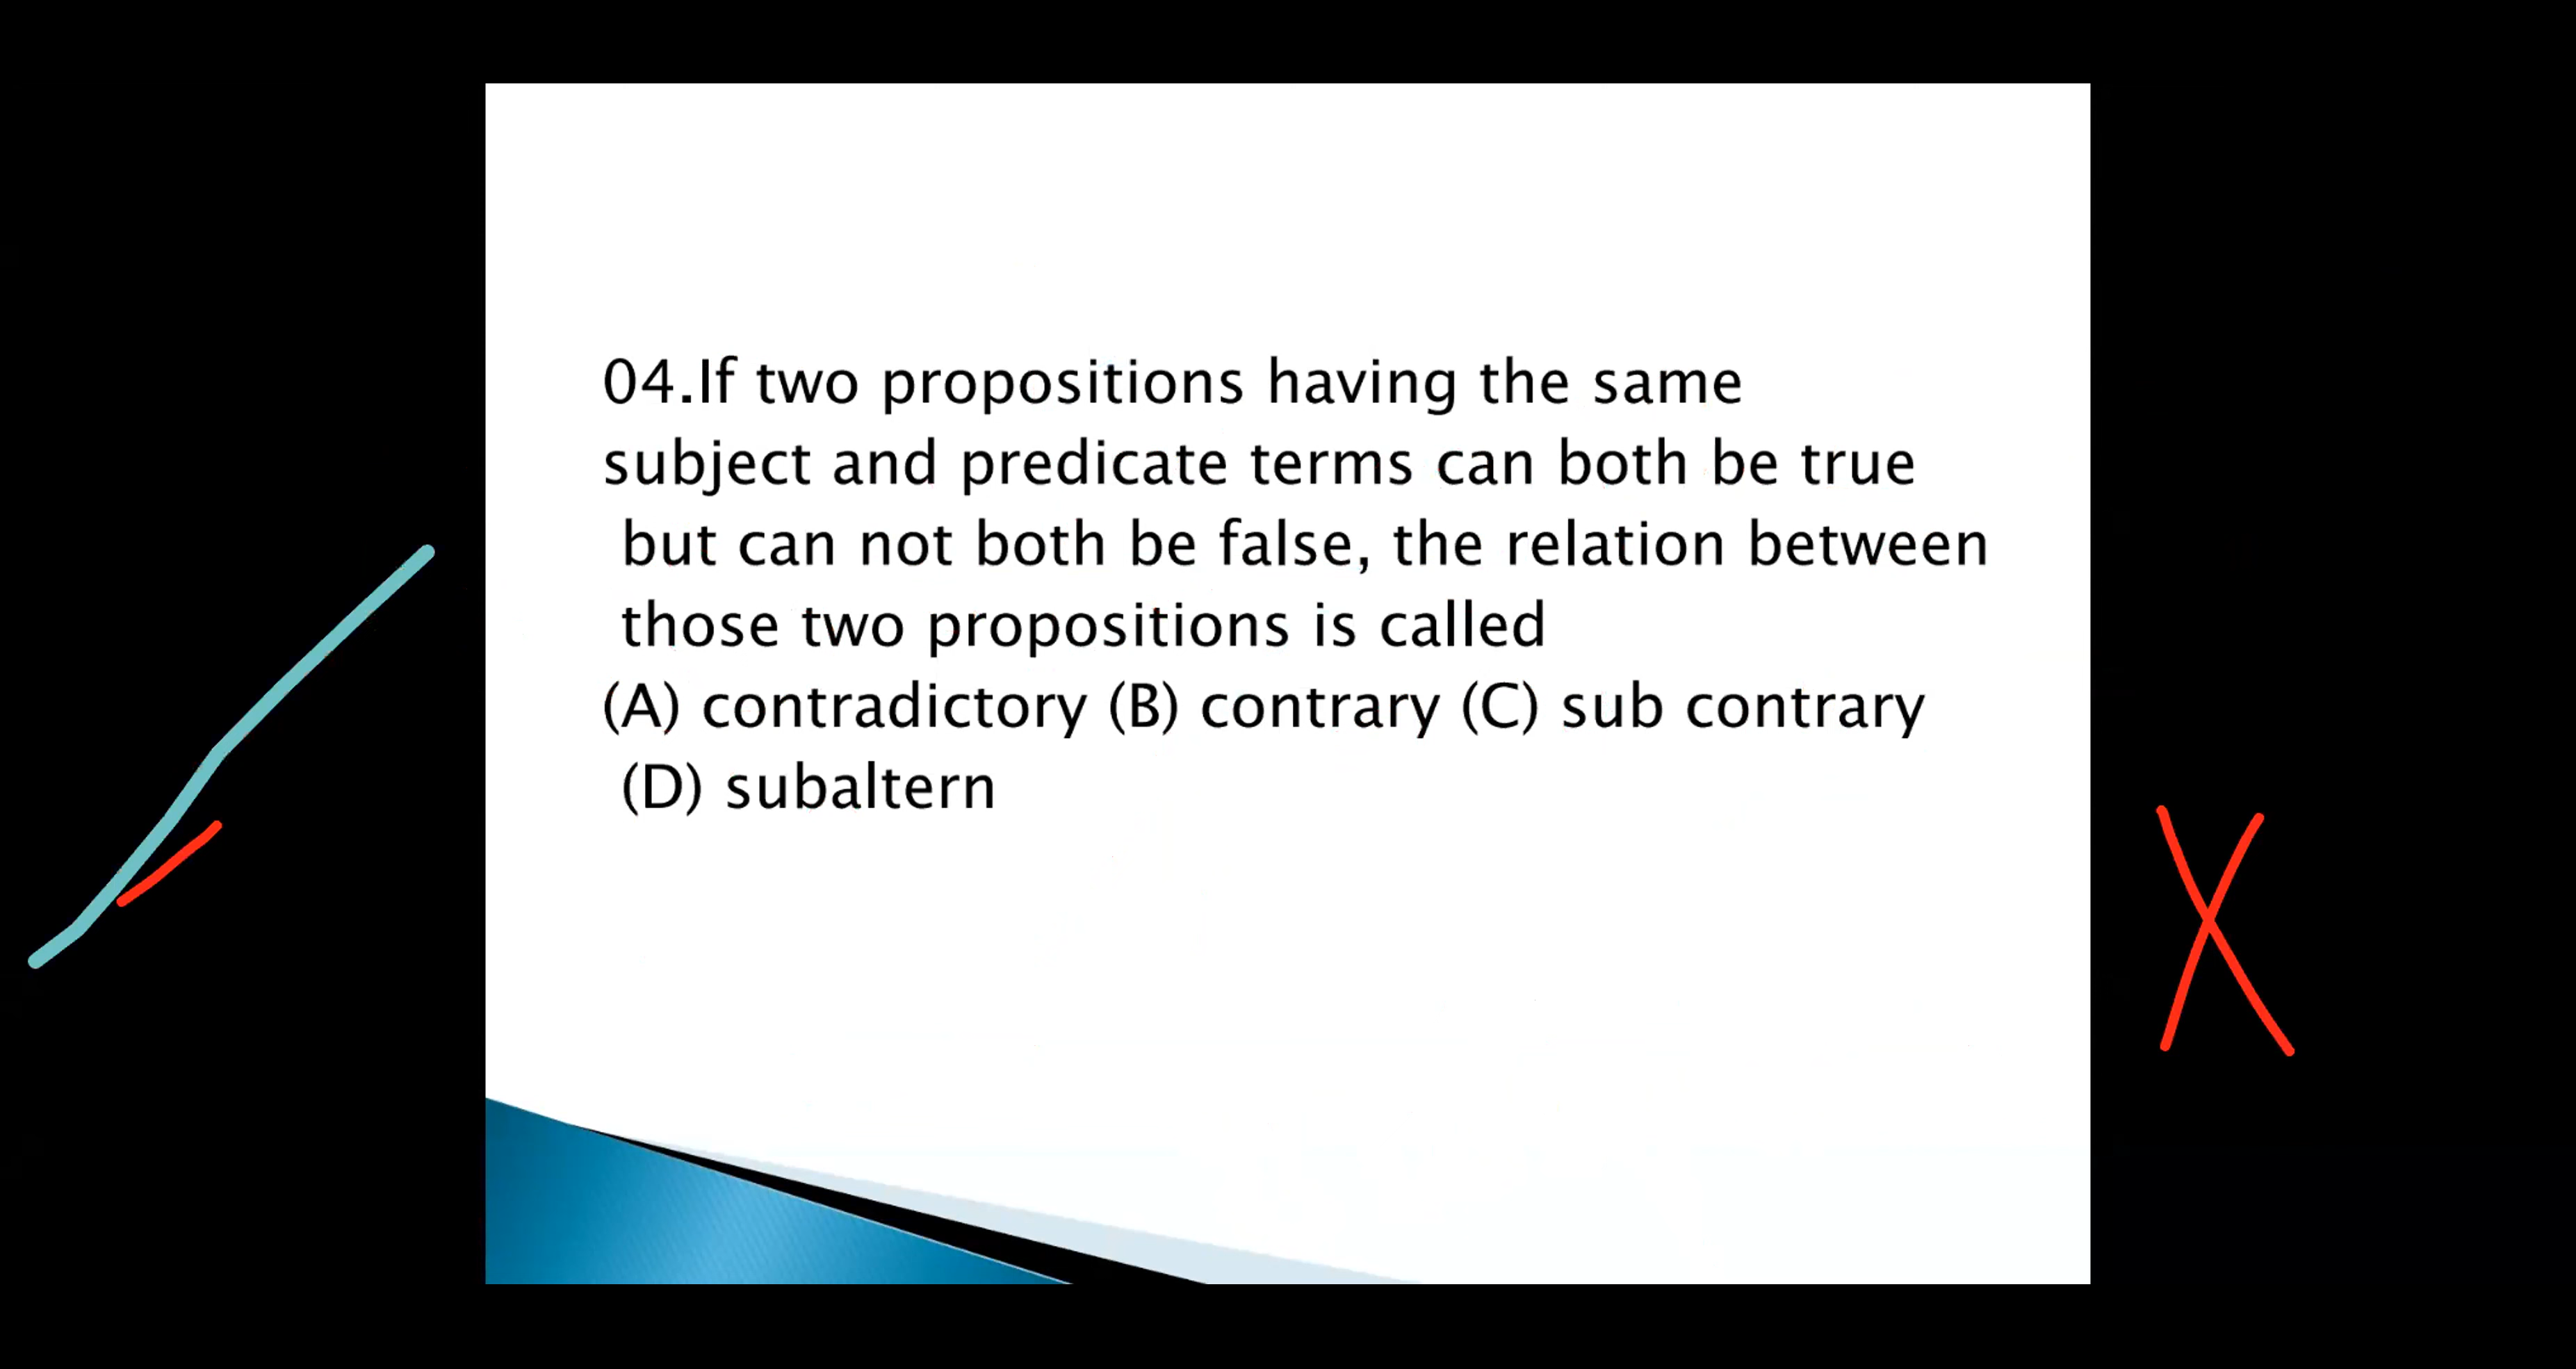 04.If two propositions having the same
subject and predicate terms can both be true
but can not both be false, the relation between
those two propositions is called
(A) contradictory (B) contrary (C) sub contrary
(D) subaltern